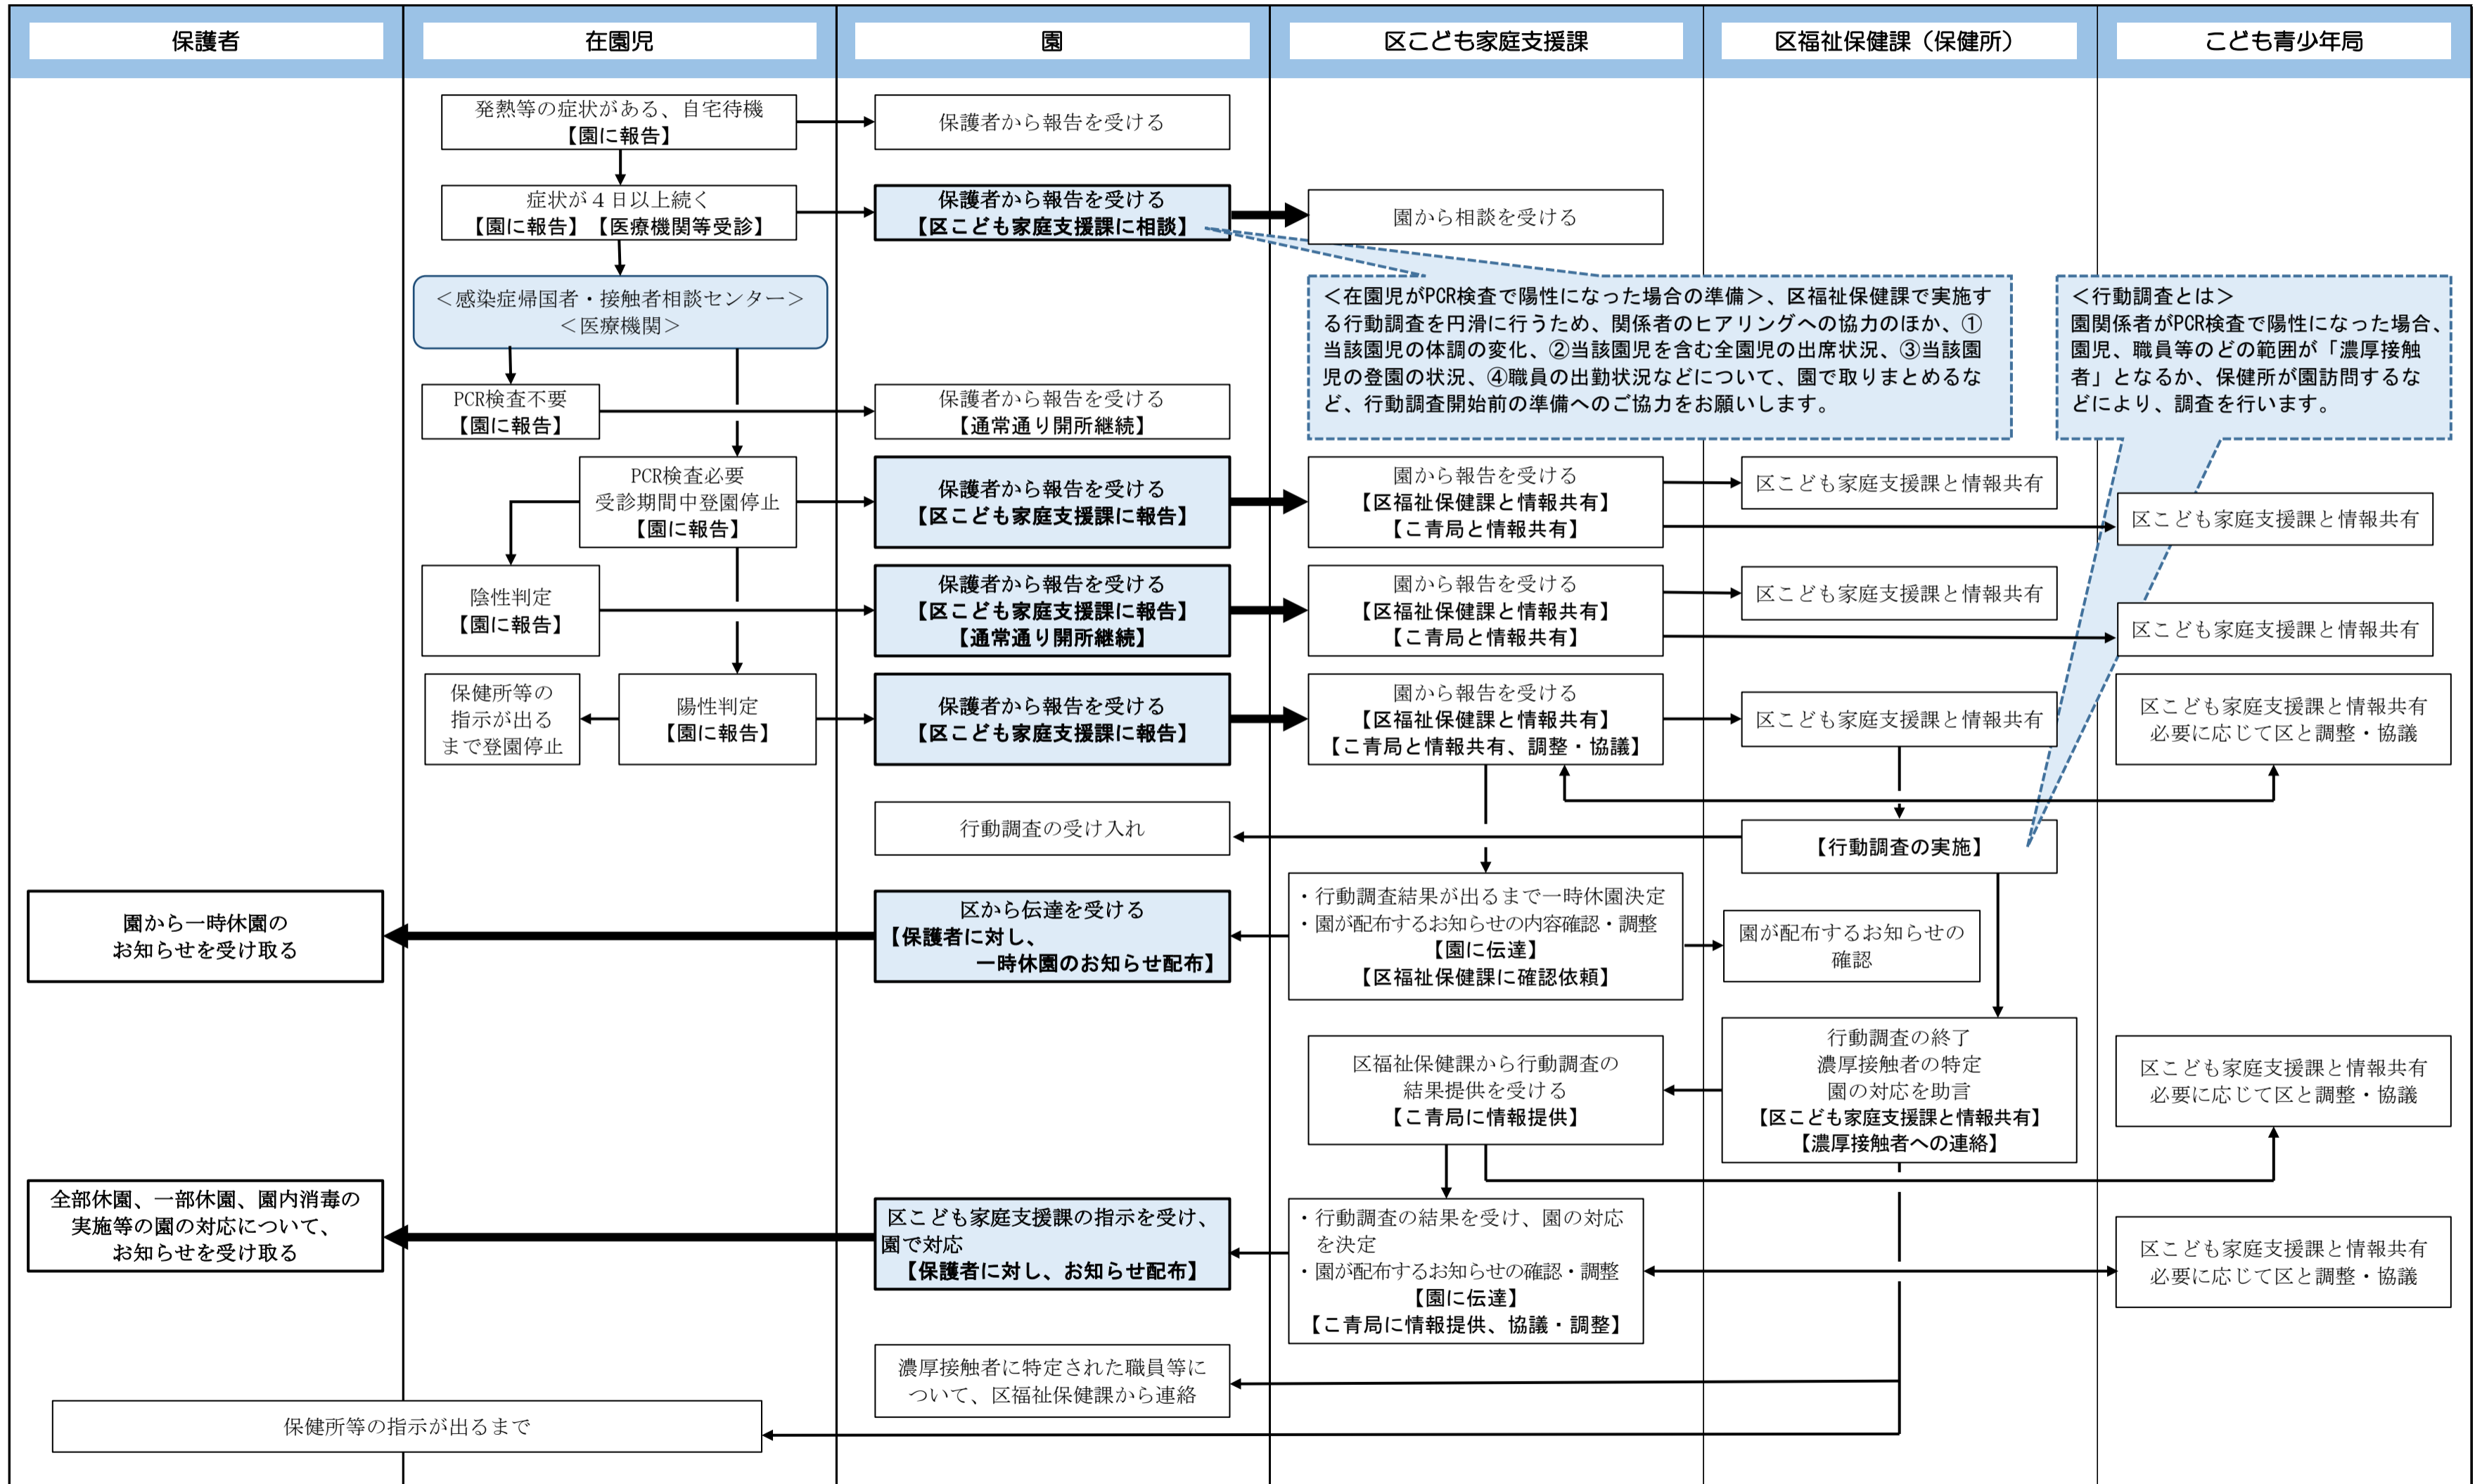 保護者
在園児
園
区こども家庭支援課
区福祉保健課（保健所）
こども青少年局
発熱等の症状がある、自宅待機
【園に報告】
保護者から報告を受ける
症状が４日以上続く
【園に報告】【医療機関等受診】
保護者から報告を受ける
【区こども家庭支援課に相談】
園から相談を受ける
＜感染症帰国者・接触者相談センター＞
＜医療機関＞
＜在園児がPCR検査で陽性になった場合の準備＞、区福祉保健課で実施す
る行動調査を円滑に行うため、関係者のヒアリングへの協力のほか、①
当該園児の体調の変化、②当該園児を含む全園児の出席状況、③当該園
児の登園の状況、④職員の出勤状況などについて、園で取りまとめるな
ど、行動調査開始前の準備へのご協力をお願いします。
＜行動調査とは＞
園関係者がPCR検査で陽性になった場合、
園児、職員等のどの範囲が「濃厚接触
者」となるか、保健所が園訪問するな
どにより、調査を行います。
PCR検査不要
【園に報告】
保護者から報告を受ける
【通常通り開所継続】
PCR検査必要
受診期間中登園停止
【園に報告】
保護者から報告を受ける
【区こども家庭支援課に報告】
園から報告を受ける
【区福祉保健課と情報共有】
【こ青局と情報共有】
区こども家庭支援課と情報共有
区こども家庭支援課と情報共有
陰性判定
【園に報告】
保護者から報告を受ける
【区こども家庭支援課に報告】
【通常通り開所継続】
園から報告を受ける
【区福祉保健課と情報共有】
【こ青局と情報共有】
区こども家庭支援課と情報共有
区こども家庭支援課と情報共有
保健所等の
指示が出る
まで登園停止
陽性判定
【園に報告】
保護者から報告を受ける
【区こども家庭支援課に報告】
園から報告を受ける
【区福祉保健課と情報共有】
【こ青局と情報共有、調整・協議】
区こども家庭支援課と情報共有
区こども家庭支援課と情報共有
必要に応じて区と調整・協議
行動調査の受け入れ
【行動調査の実施】
園から一時休園の
お知らせを受け取る
区から伝達を受ける
【保護者に対し、
一時休園のお知らせ配布】
・行動調査結果が出るまで一時休園決定
・園が配布するお知らせの内容確認・調整
【園に伝達】
【区福祉保健課に確認依頼】
園が配布するお知らせの
確認
区福祉保健課から行動調査の
結果提供を受ける
【こ青局に情報提供】
行動調査の終了
濃厚接触者の特定
園の対応を助言
【区こども家庭支援課と情報共有】
【濃厚接触者への連絡】
区こども家庭支援課と情報共有
必要に応じて区と調整・協議
全部休園、一部休園、園内消毒の
実施等の園の対応について、
お知らせを受け取る
区こども家庭支援課の指示を受け、
園で対応
【保護者に対し、お知らせ配布】
・行動調査の結果を受け、園の対応
を決定
・園が配布するお知らせの確認・調整
【園に伝達】
【こ青局に情報提供、協議・調整】
区こども家庭支援課と情報共有
必要に応じて区と調整・協議
濃厚接触者に特定された職員等に
ついて、区福祉保健課から連絡
保健所等の指示が出るまで